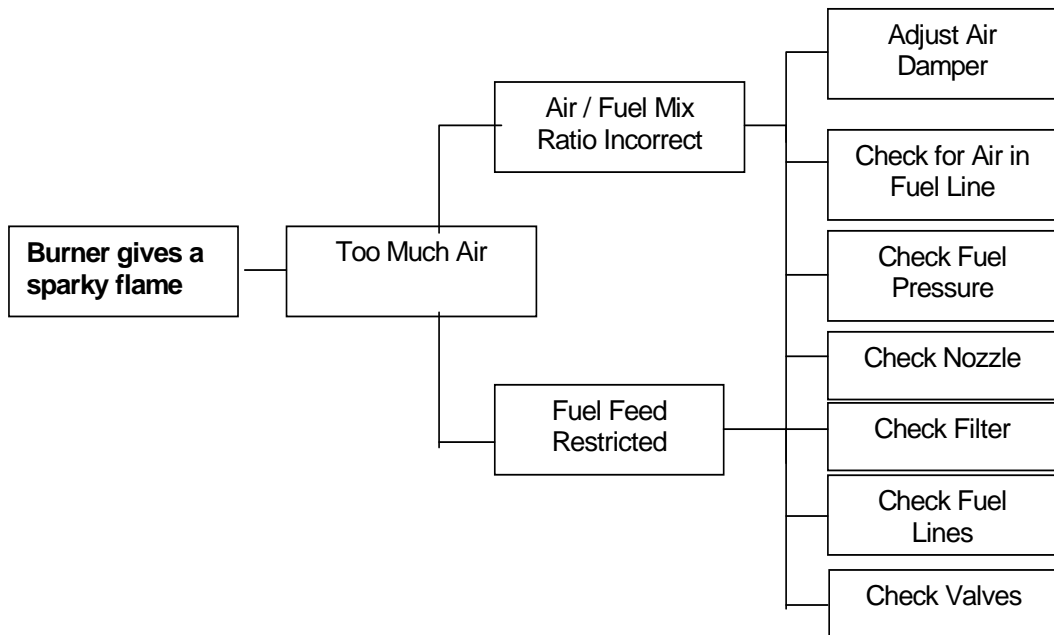 Burner gives a
sparky flame
Too Much Air
Air / Fuel Mix
Ratio Incorrect
Fuel Feed
Restricted
Adjust Air
Damper
Check for Air in
Fuel Line
Check Fuel
Pressure
Check Nozzle
Check Filter
Check Fuel
Lines
Check Valves